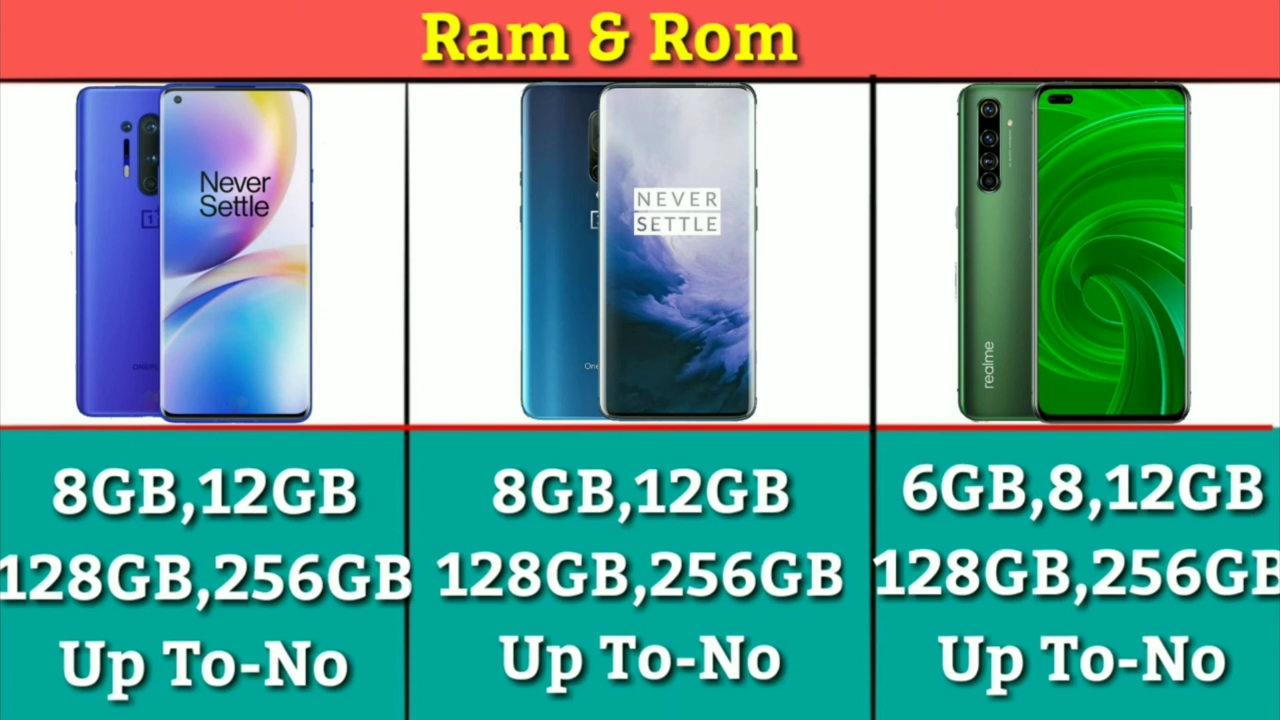 Ram & Rom
Never
Settle
NEVER
SETTLE
One
realme
8GB,12GB
128GB,256GB
Up To-No
8GB,12GB
128GB,256GB
Up To-No
6GB,8,12GB
128GB,256GB
Up To-No